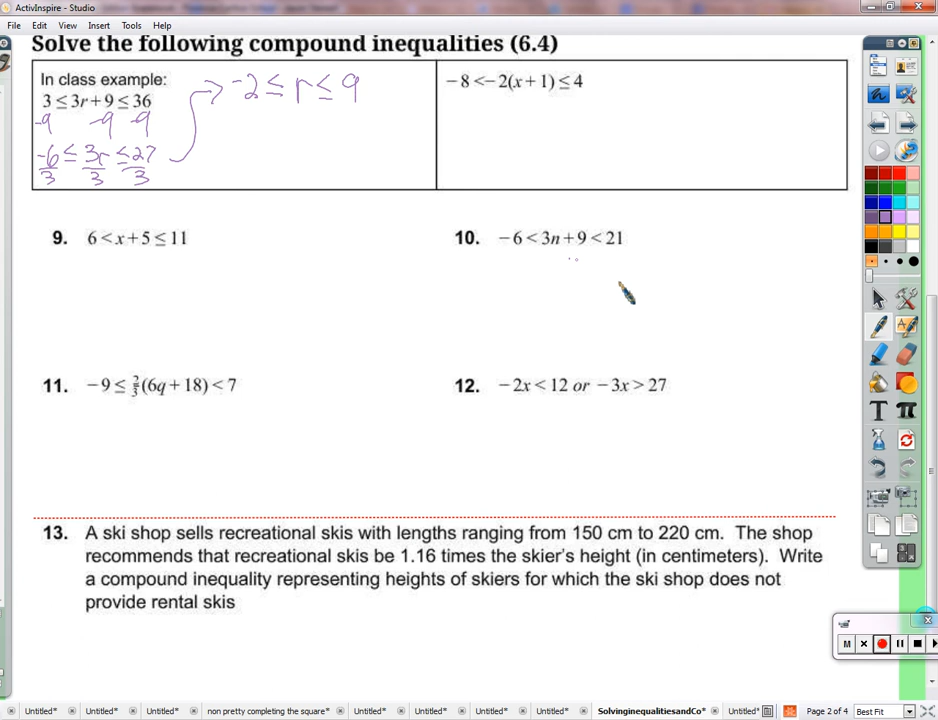 ActivInspire - Studio
File Edit View Insert Tools Help
Solve the following compound inequalities (6.4)
In class example:
3 ≤ 3r + 9 ≤ 36
-9 -9 -9
-6 ≤ 3r ≤ 27
3 3 3
-2 ≤ r ≤ 9
− 8 <− 2(x + 1) ≤ 4
9. 6 < x + 5 ≤ 11
10. − 6 < 3n + 9 < 21
11. − 9 ≤ 2/3 (6q + 18) < 7
12. − 2x < 12 or − 3x > 27
13. A ski shop sells recreational skis with lengths ranging from 150 cm to 220 cm. The shop
recommends that recreational skis be 1.16 times the skier's height (in centimeters). Write
a compound inequality representing heights of skiers for which the ski shop does not
provide rental skis
M
Untitled* Untitled* Untitled* non pretty completing the square* Untitled* Untitled* Untitled* Untitled* SolvinginequalitiesandCo* Untitled* Page 2 of 4 Best Fit